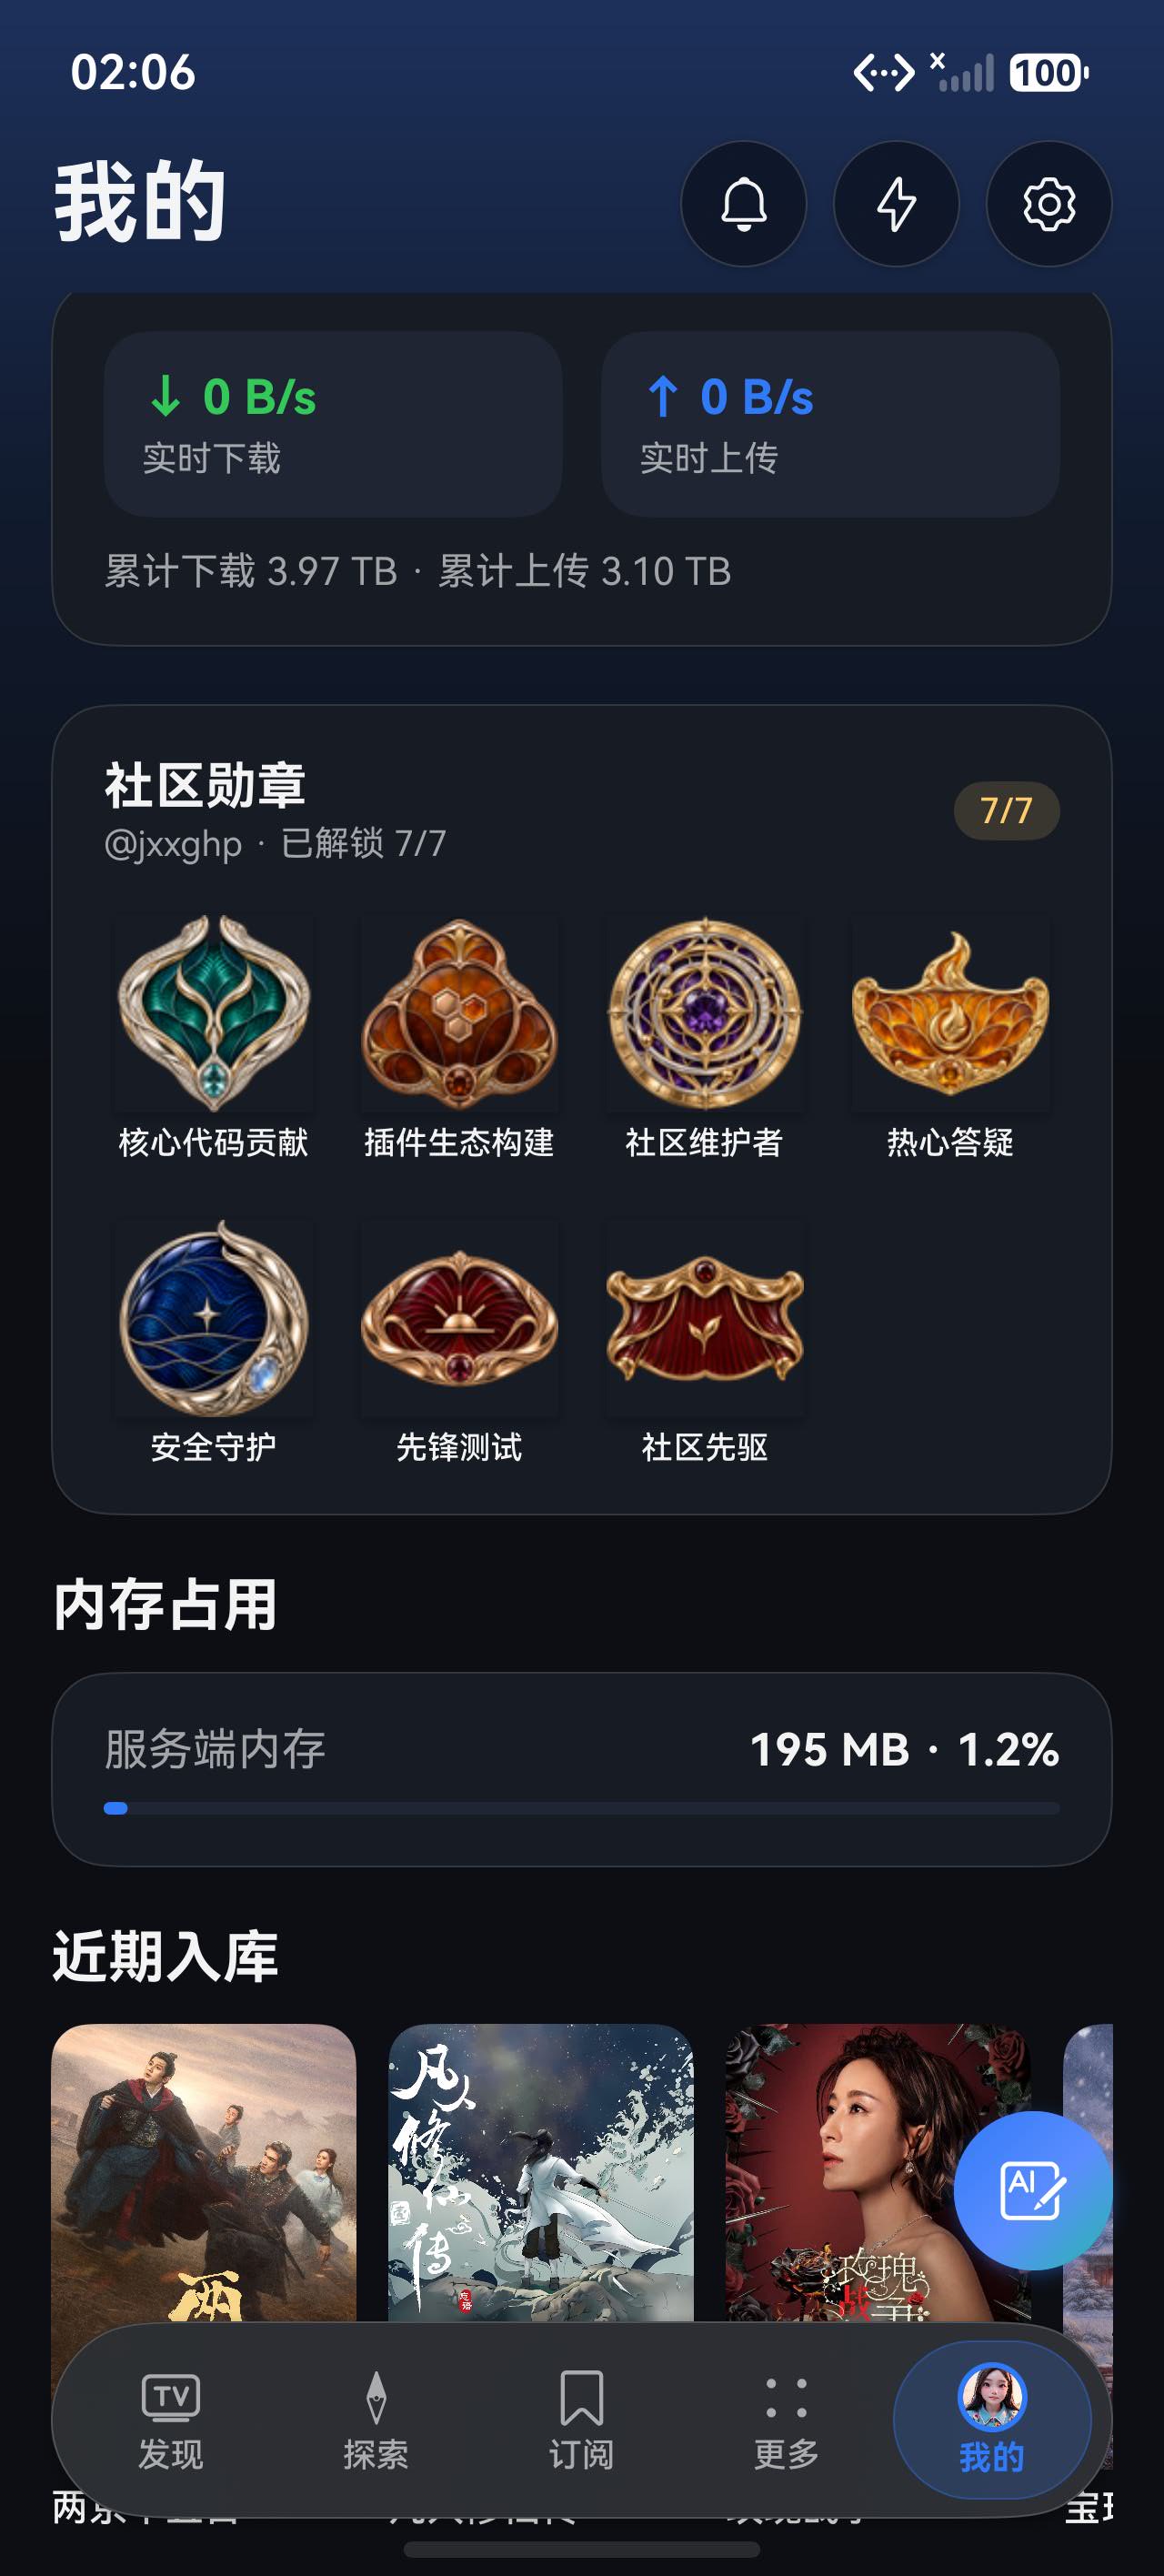 02:06
100
我的
↓ 0 B/s
↑ 0 B/s
实时下载
实时上传
累计下载 3.97 TB · 累计上传 3.10 TB
社区勋章
7/7
@jxxghp · 已解锁 7/7
核心代码贡献
插件生态构建
社区维护者
热心答疑
安全守护
先锋测试
社区先驱
内存占用
服务端内存
195 MB · 1.2%
近期入库
两
凡人修仙传
玫瑰
AI
TV
发现
探索
订阅
更多
我的